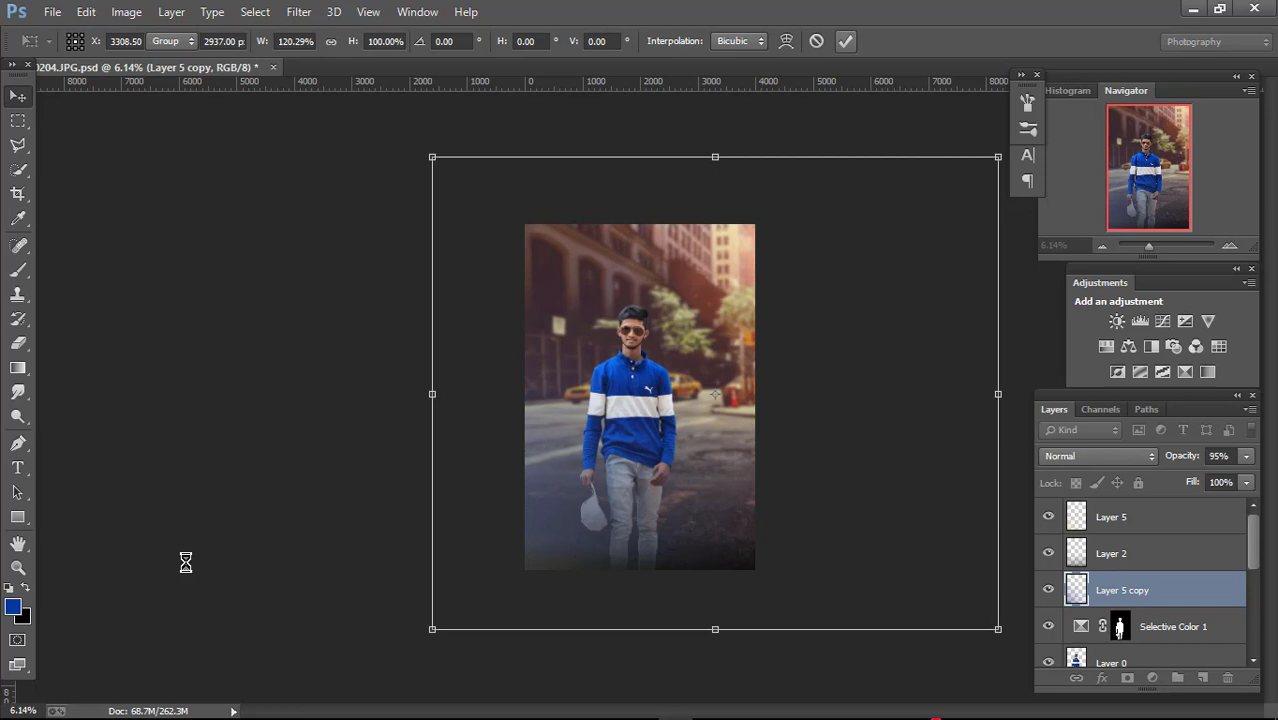 Ps File Edit Image Layer Type Select Filter 3D View Window Help
X: 3308.50 Group 2937.00 p: W: 120.29% H: 100.00% 0.00 ° H: 0.00 ° V: 0.00 ° Interpolation: Bicubic Photography
0204.JPG.psd @ 6.14% (Layer 5 copy, RGB/8) * ×
8000 7000 6000 5000 4000 3000 2000 1000 0 1000 2000 3000 4000 5000 6000 7000 8000
Histogram Navigator
6.14%
Adjustments
Add an adjustment
Layers Channels Paths
Kind
Normal Opacity: 95%
Lock: Fill: 100%
Layer 5
Layer 2
Layer 5 copy
Selective Color 1
Layer 0
T
A
8
6.14% Doc: 68.7M/262.3M